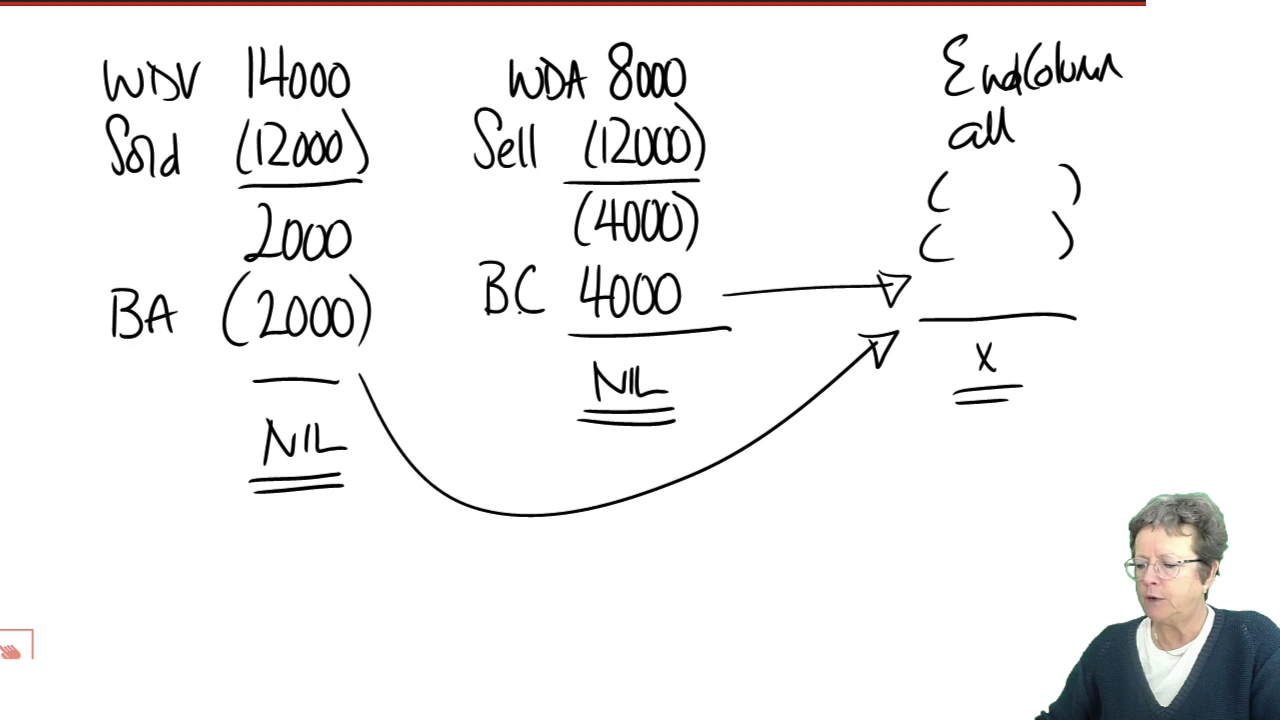 WDV 14000
Sold (12000)
2000
BA (2000)
NIL
WDA 8000
Sell (12000)
(4000)
BC 4000
NIL
End Column
all
( )
( )
x